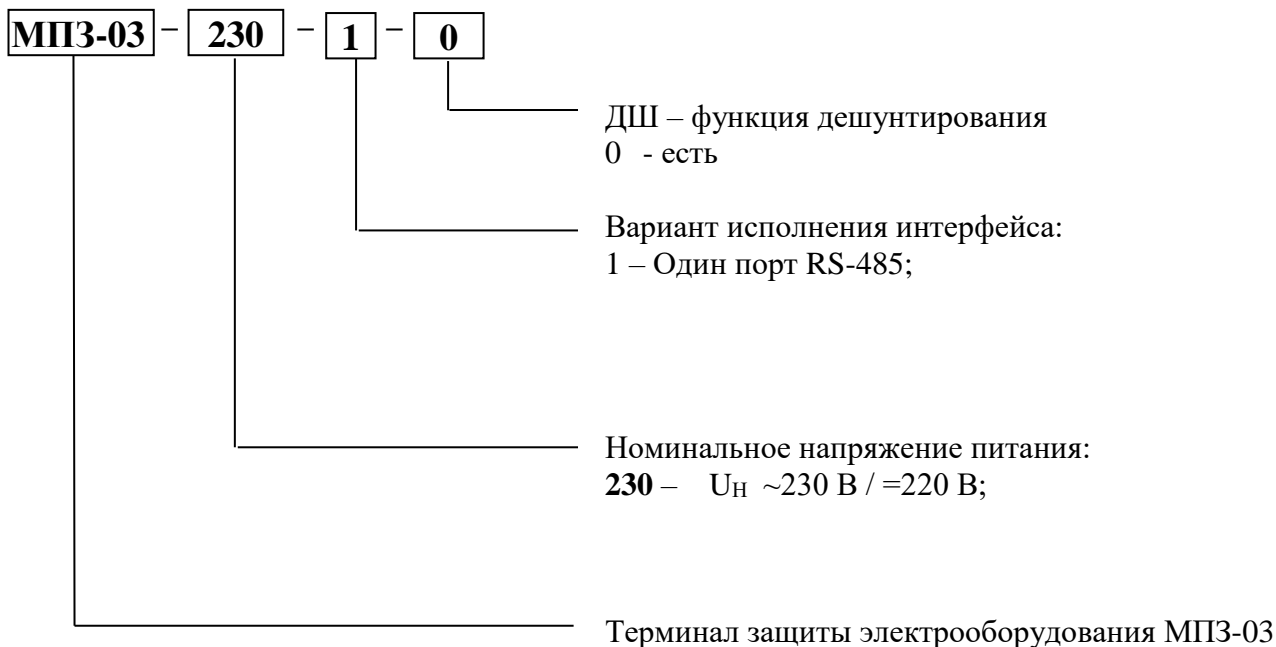 МПЗ-03 – 230 – 1 – 0
ДШ – функция дешунтирования
0 - есть
Вариант исполнения интерфейса:
1 – Один порт RS-485;
Номинальное напряжение питания:
230 – UН ~230 В / =220 В;
Терминал защиты электрооборудования МПЗ-03